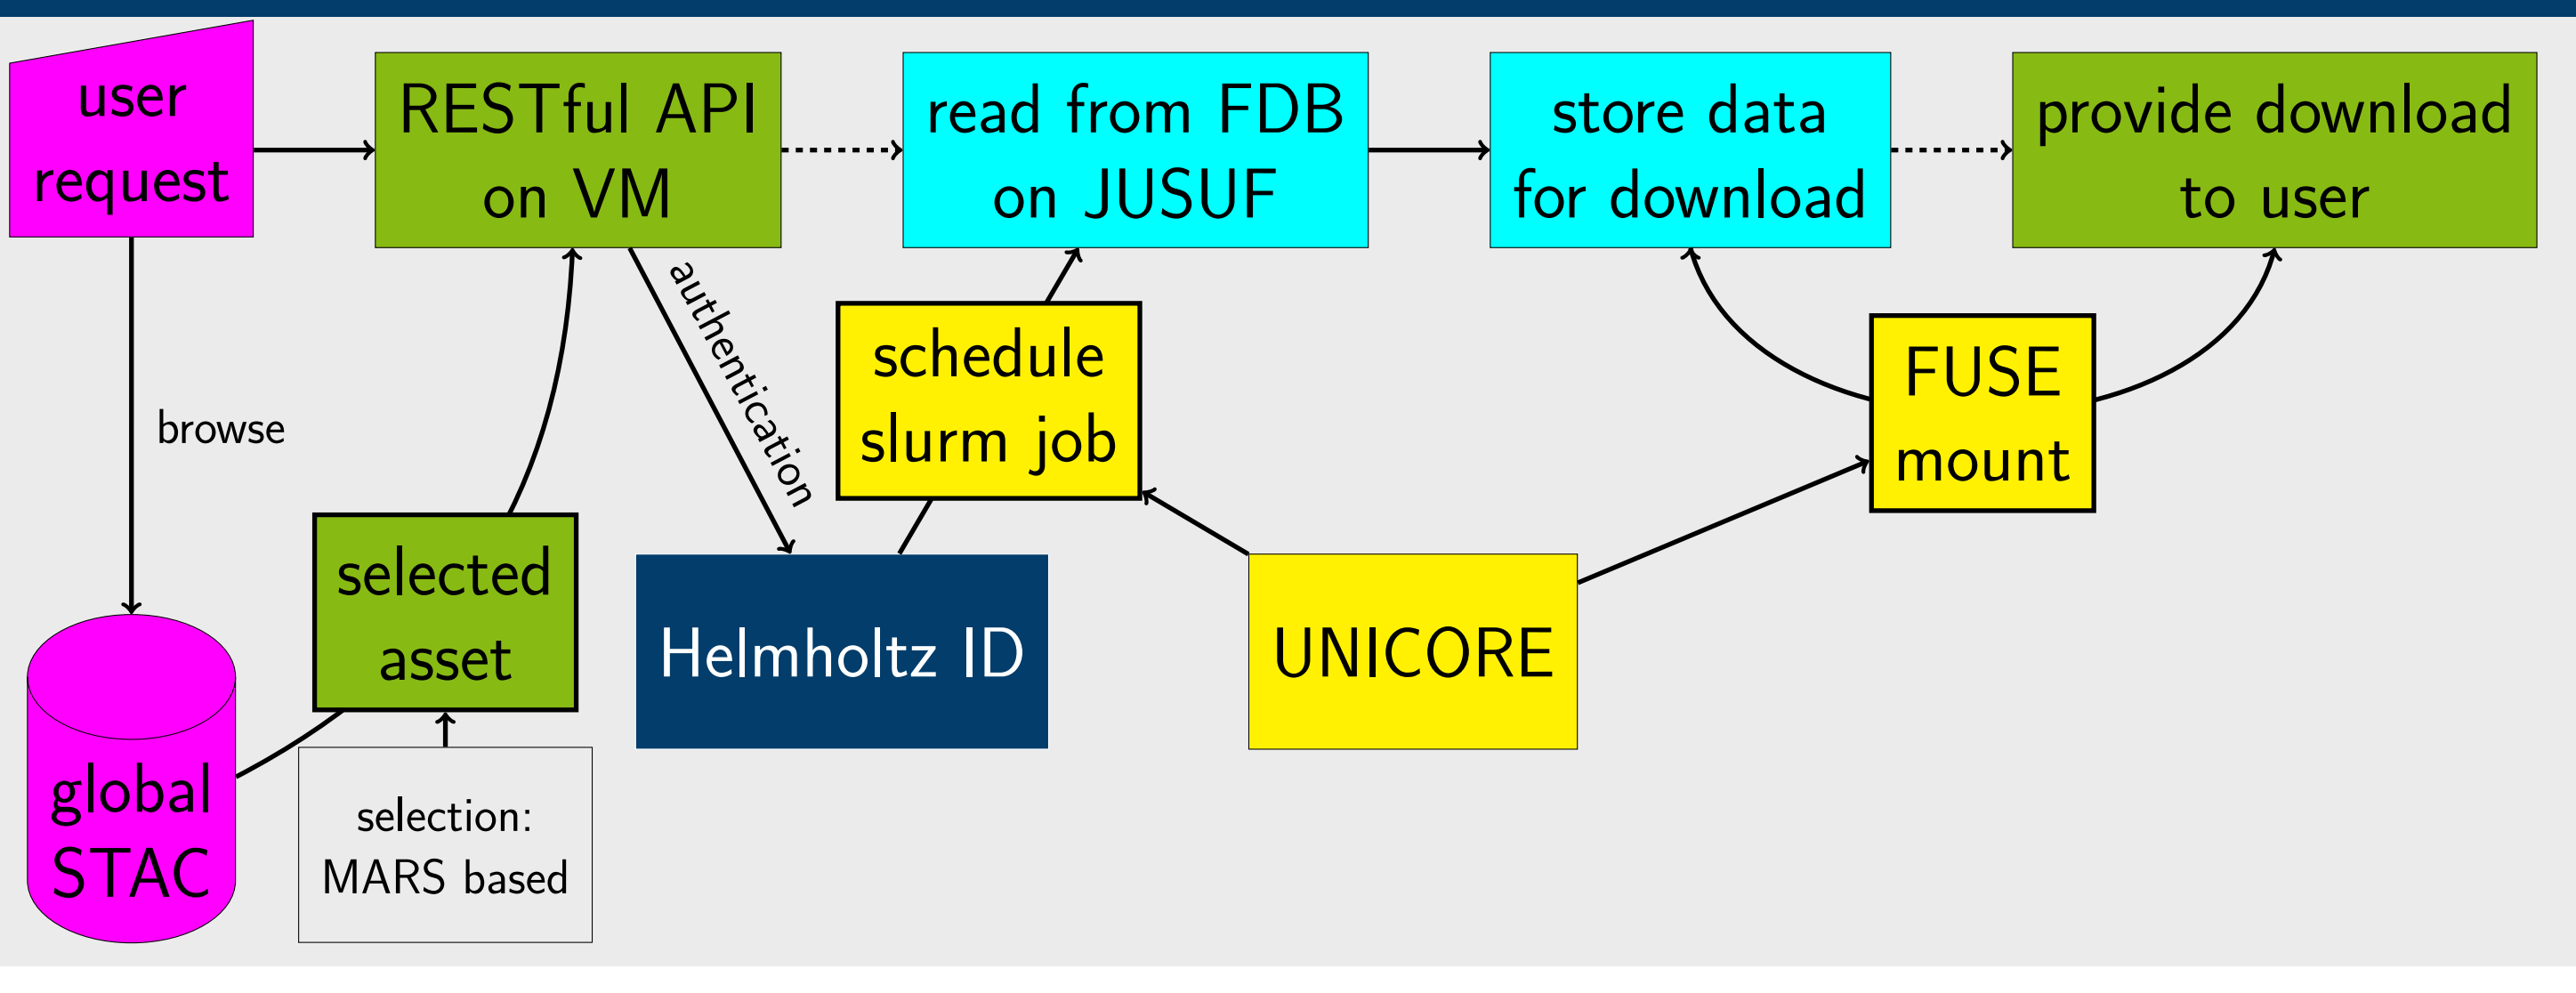 user
request
RESTful API
on VM
read from FDB
on JUSUF
store data
for download
provide download
to user
browse
authentication
schedule
slurm job
FUSE
mount
selected
asset
Helmholtz ID
UNICORE
global
STAC
selection:
MARS based